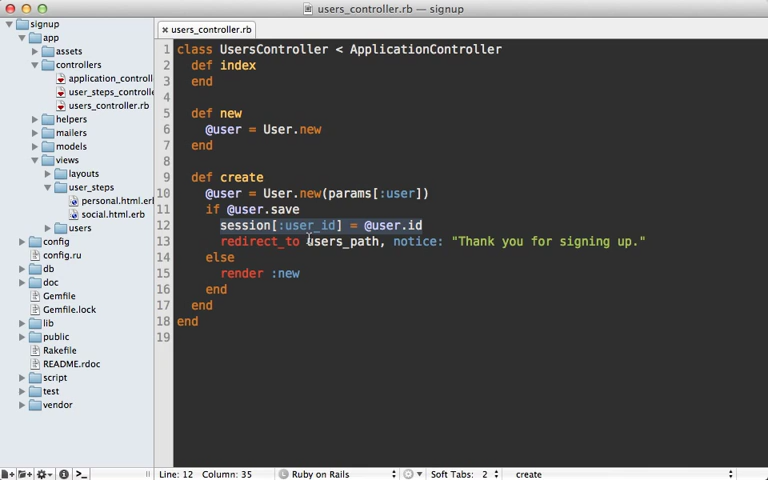 users_controller.rb — signup
signup
app
assets
controllers
application_controll
user_steps_controlle
users_controller.rb
helpers
mailers
models
views
layouts
user_steps
personal.html.erl
social.html.erb
users
config
config.ru
db
doc
Gemfile
Gemfile.lock
lib
public
Rakefile
README.rdoc
script
test
vendor
users_controller.rb
1 class UsersController < ApplicationController
2 def index
3 end
4
5 def new
6 @user = User.new
7 end
8
9 def create
10 @user = User.new(params[:user])
11 if @user.save
12 session[:user_id] = @user.id
13 redirect_to users_path, notice: "Thank you for signing up."
14 else
15 render :new
16 end
17 end
18 end
19
Line: 12 Column: 35 Ruby on Rails Soft Tabs: 2 create